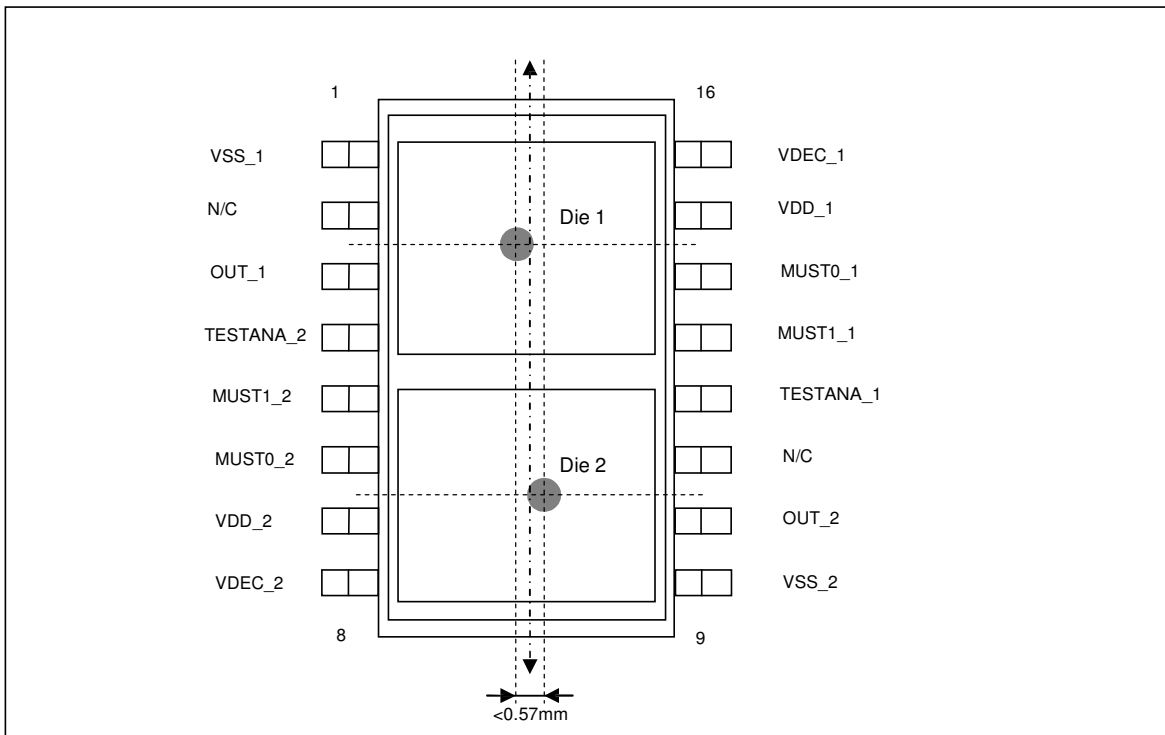 1
16
VSS_1
VDEC_1
N/C
VDD_1
Die 1
OUT_1
MUST0_1
TESTANA_2
MUST1_1
MUST1_2
TESTANA_1
MUST0_2
Die 2
N/C
VDD_2
OUT_2
VDEC_2
VSS_2
8
9
<0.57mm